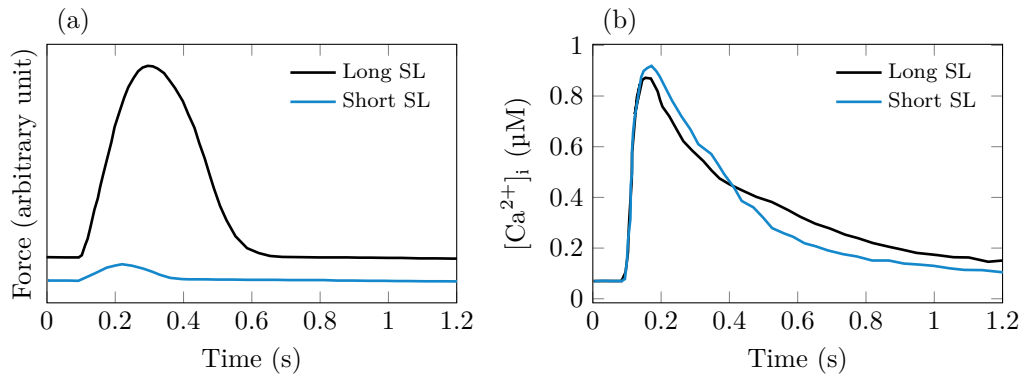 (a)
Force (arbitrary unit)
Long SL
Short SL
0 0.2 0.4 0.6 0.8 1 1.2
Time (s)
(b)
[Ca²⁺]ᵢ (µM)
1
0.8
0.6
0.4
0.2
0
Long SL
Short SL
0 0.2 0.4 0.6 0.8 1 1.2
Time (s)